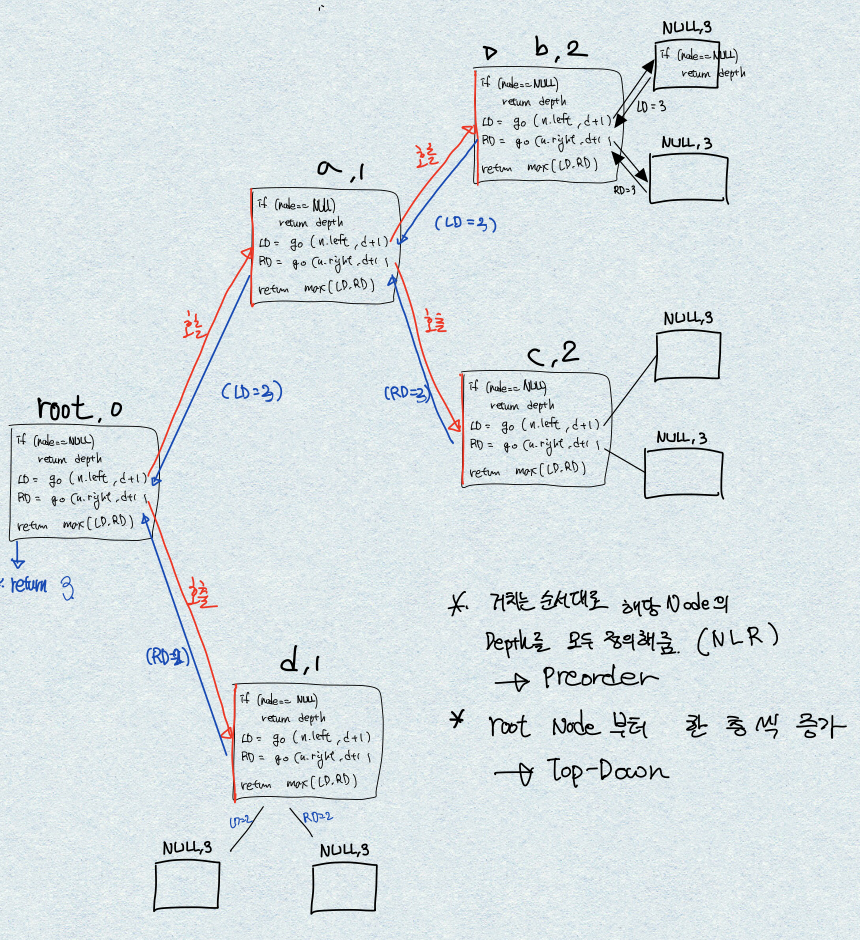 NULL,3
if (node==NULL)
return depth
b, 2
if (node==NULL)
return depth
LD= go (n.left, d+1)
RD= go (n.right, d+1)
return max(LD.RD)
LD=3
NULL, 3
RD=3
호출
(LD=3)
a, 1
if (node== NULL)
return depth
LD= go (n.left, d+1)
RD= go (n.right, d+1)
return max(LD.RD)
호출
(LD=3)
호출
(RD=3)
NULL,3
c, 2
if (node==NULL)
return depth
LD= go (n.left, d+1)
RD= go (n.right, d+1)
return max(LD.RD)
NULL, 3
root, 0
if (node==NULL)
return depth
LD= go (n.left, d+1)
RD= go (n.right, d+1)
return max(LD.RD)
return 3
호출
(RD=2)
d, 1
if (node== NULL)
return depth
LD= go (n.left, d+1)
RD= go (n.right, d+1)
return max(LD.RD)
LD=2
RD=2
NULL,3
NULL,3
*. 거치는 순서대로 해당 Node의
Depth를 모두 정의해줌. (NLR)
→ Preorder
* root Node 부터 한 층 씩 증가
→ Top-Down